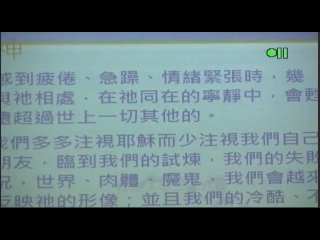 甲
感到疲倦、急躁、情緒緊張時，幾
與祂相處，在祂同在的寧靜中，會甦
遠超過世上一切其他的。
我們多多注視耶穌而少注視我們自己
朋友，臨到我們的試煉，我們的失敗
況，世界、肉體、魔鬼，我們會越來
反映祂的形像；並且我們的冷酷、不